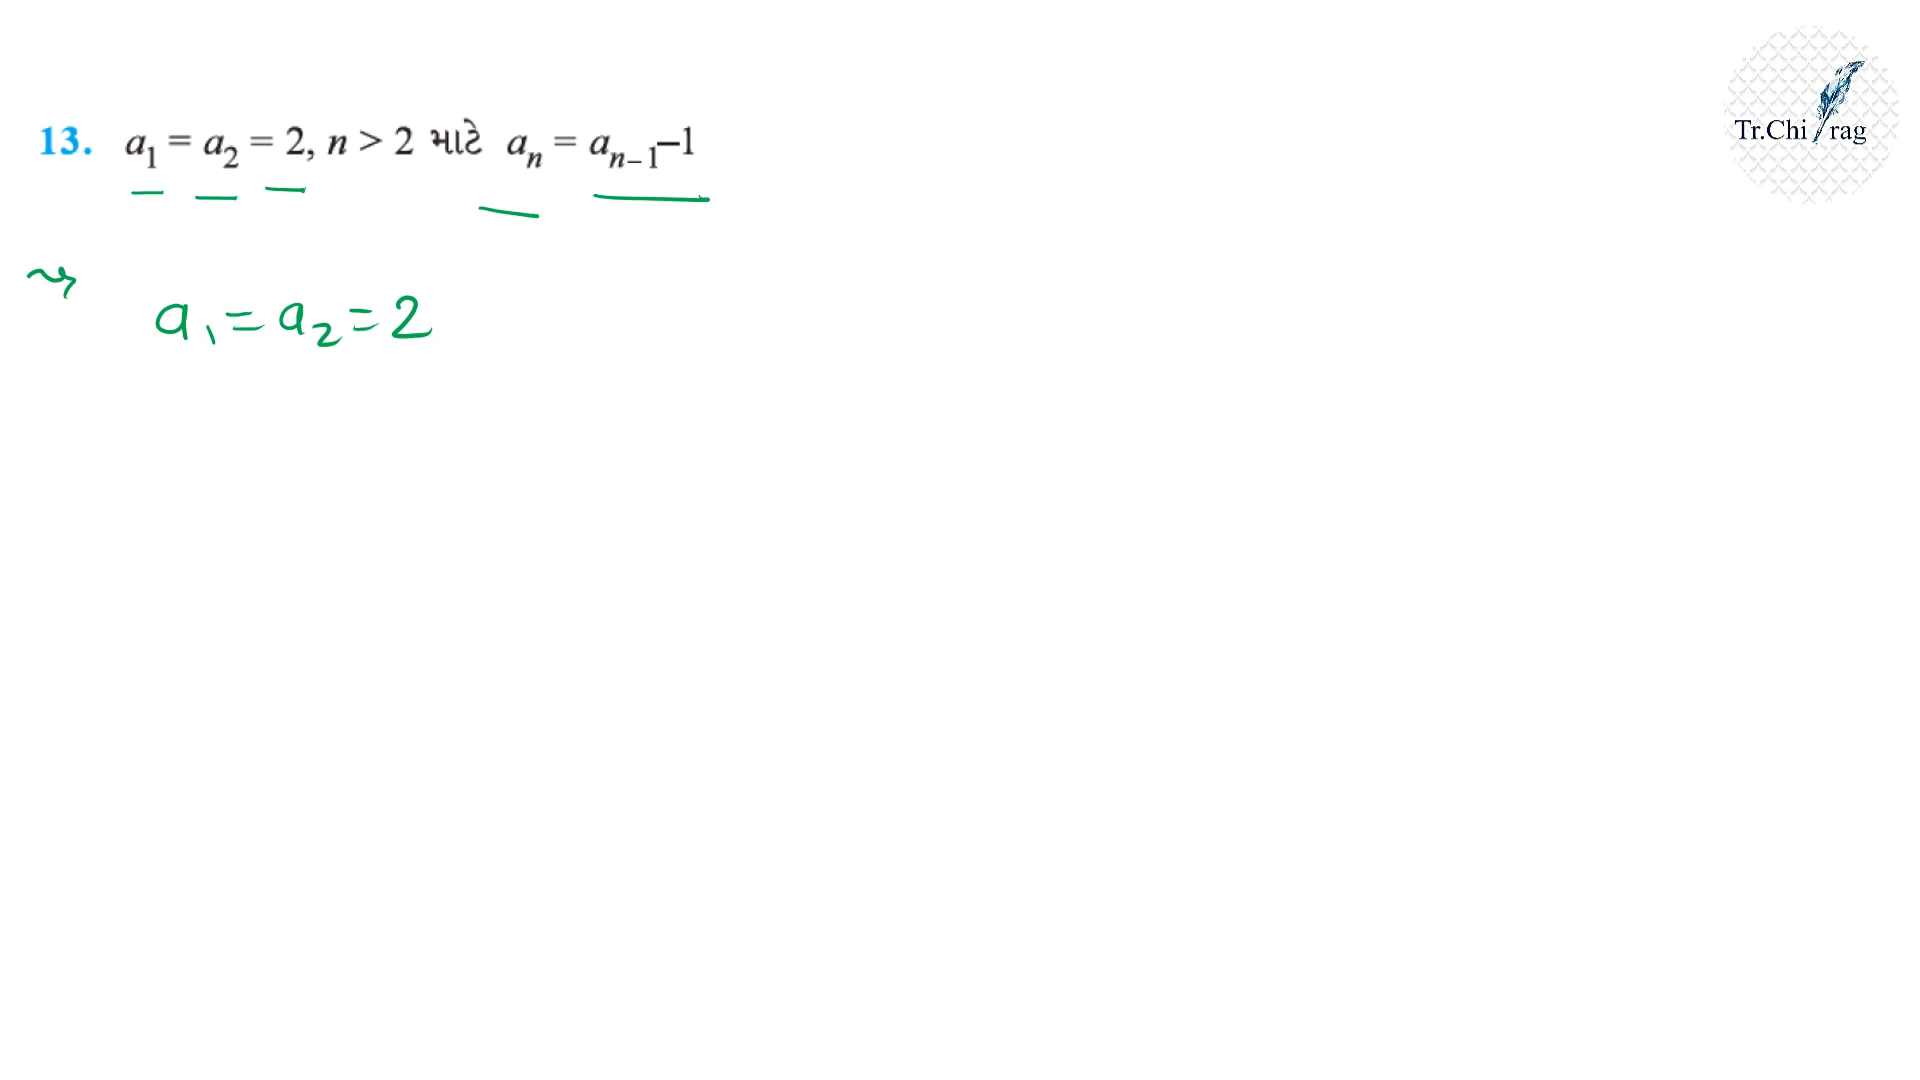 13. a₁ = a₂ = 2, n > 2 માટે aₙ = aₙ₋₁–1
Tr.Chirag
a₁ = a₂ = 2